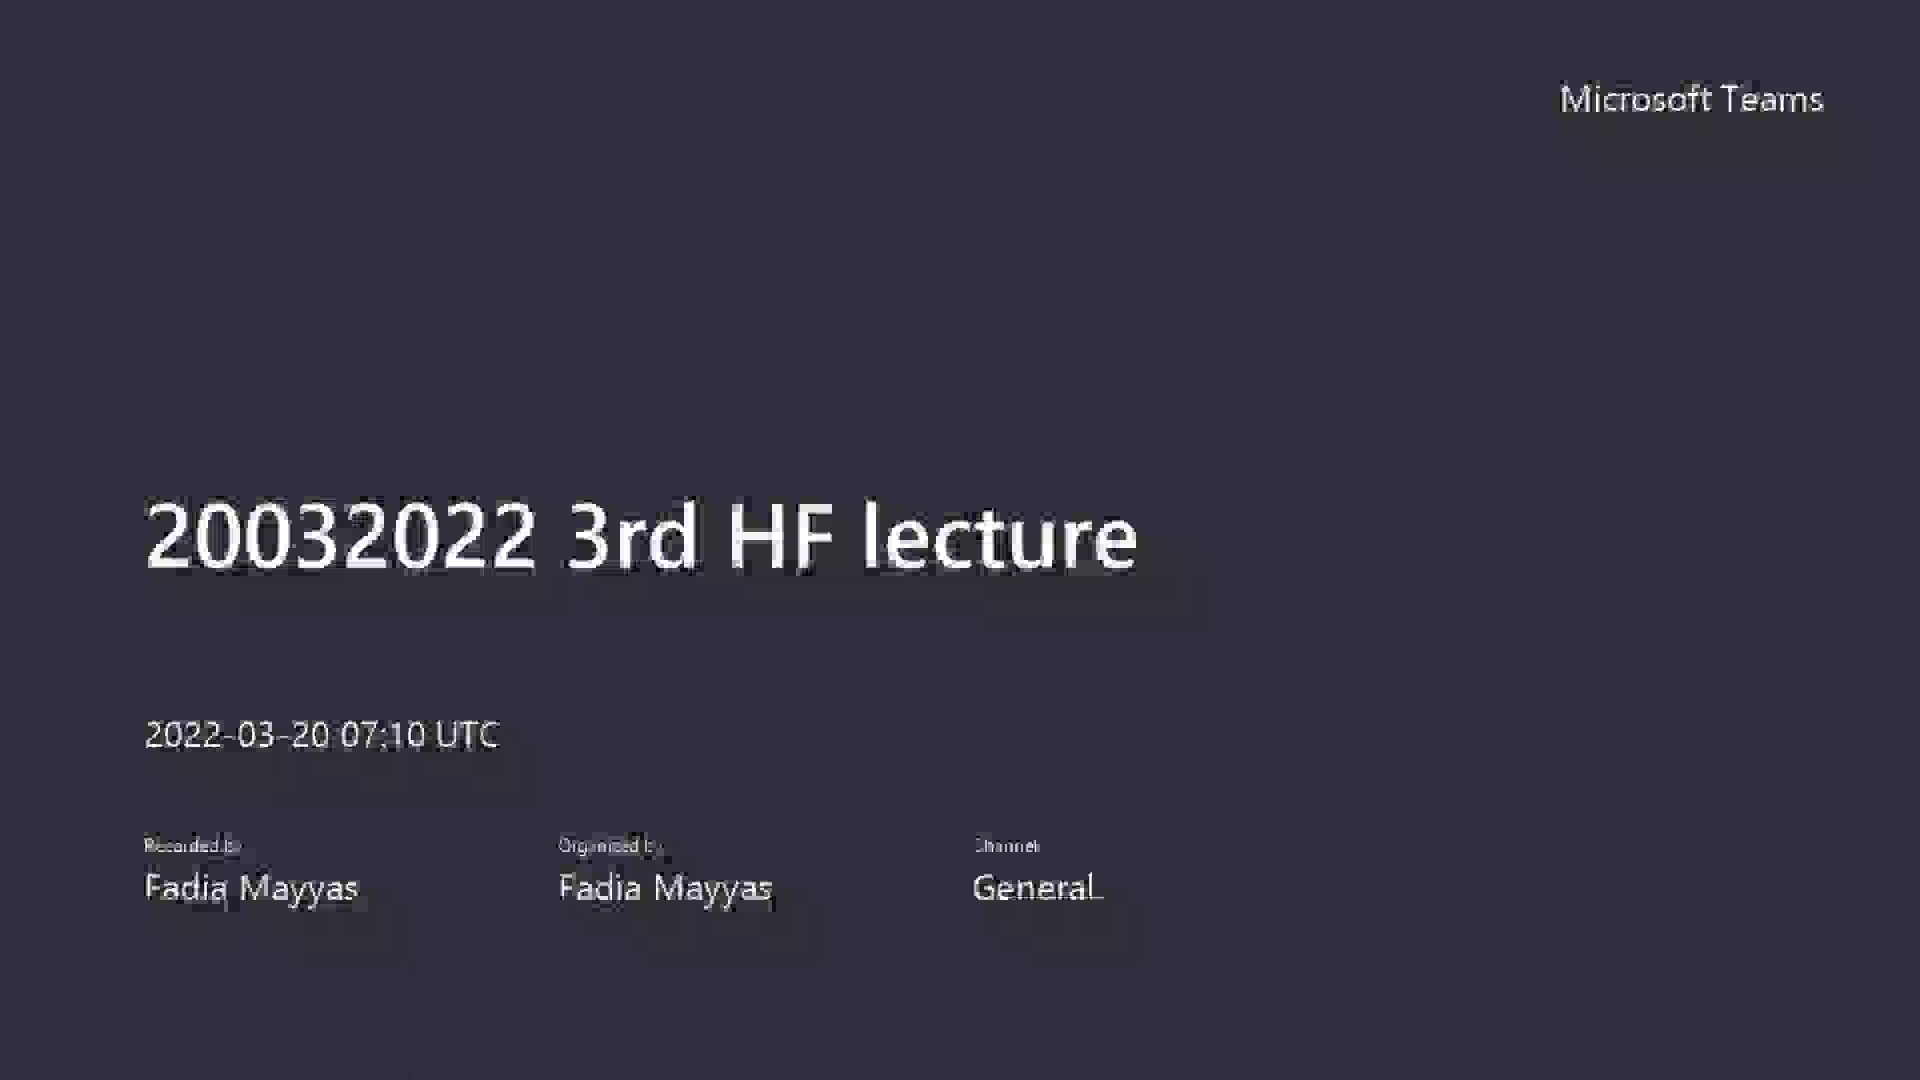 Microsoft Teams
20032022 3rd HF lecture
2022-03-20 07:10 UTC
Recorded by Organized by Channel
Fadia Mayyas Fadia Mayyas General